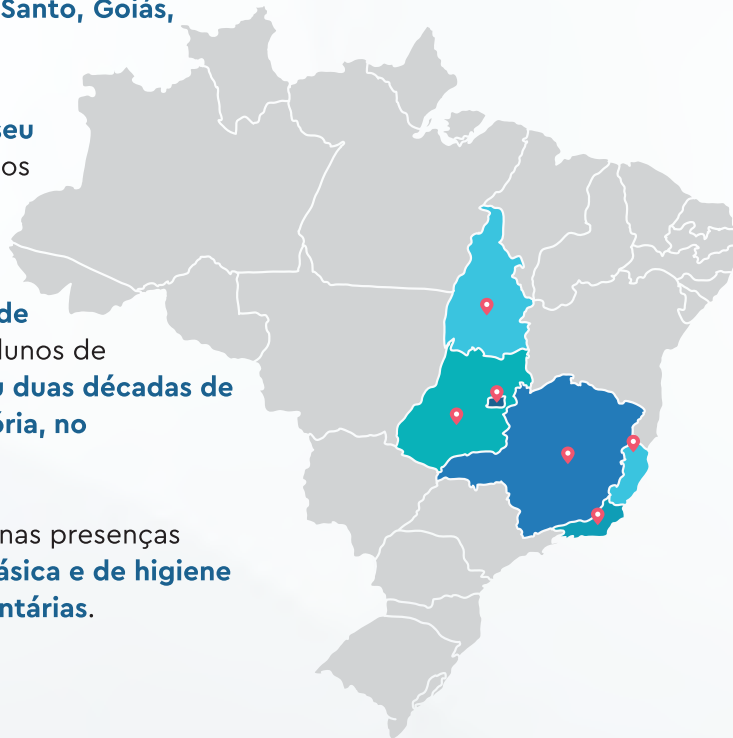 Santo, Goiás,
seu
os
de
lunos de
u duas décadas de
ória, no
nas presenças
ásica e de higiene
ntárias.